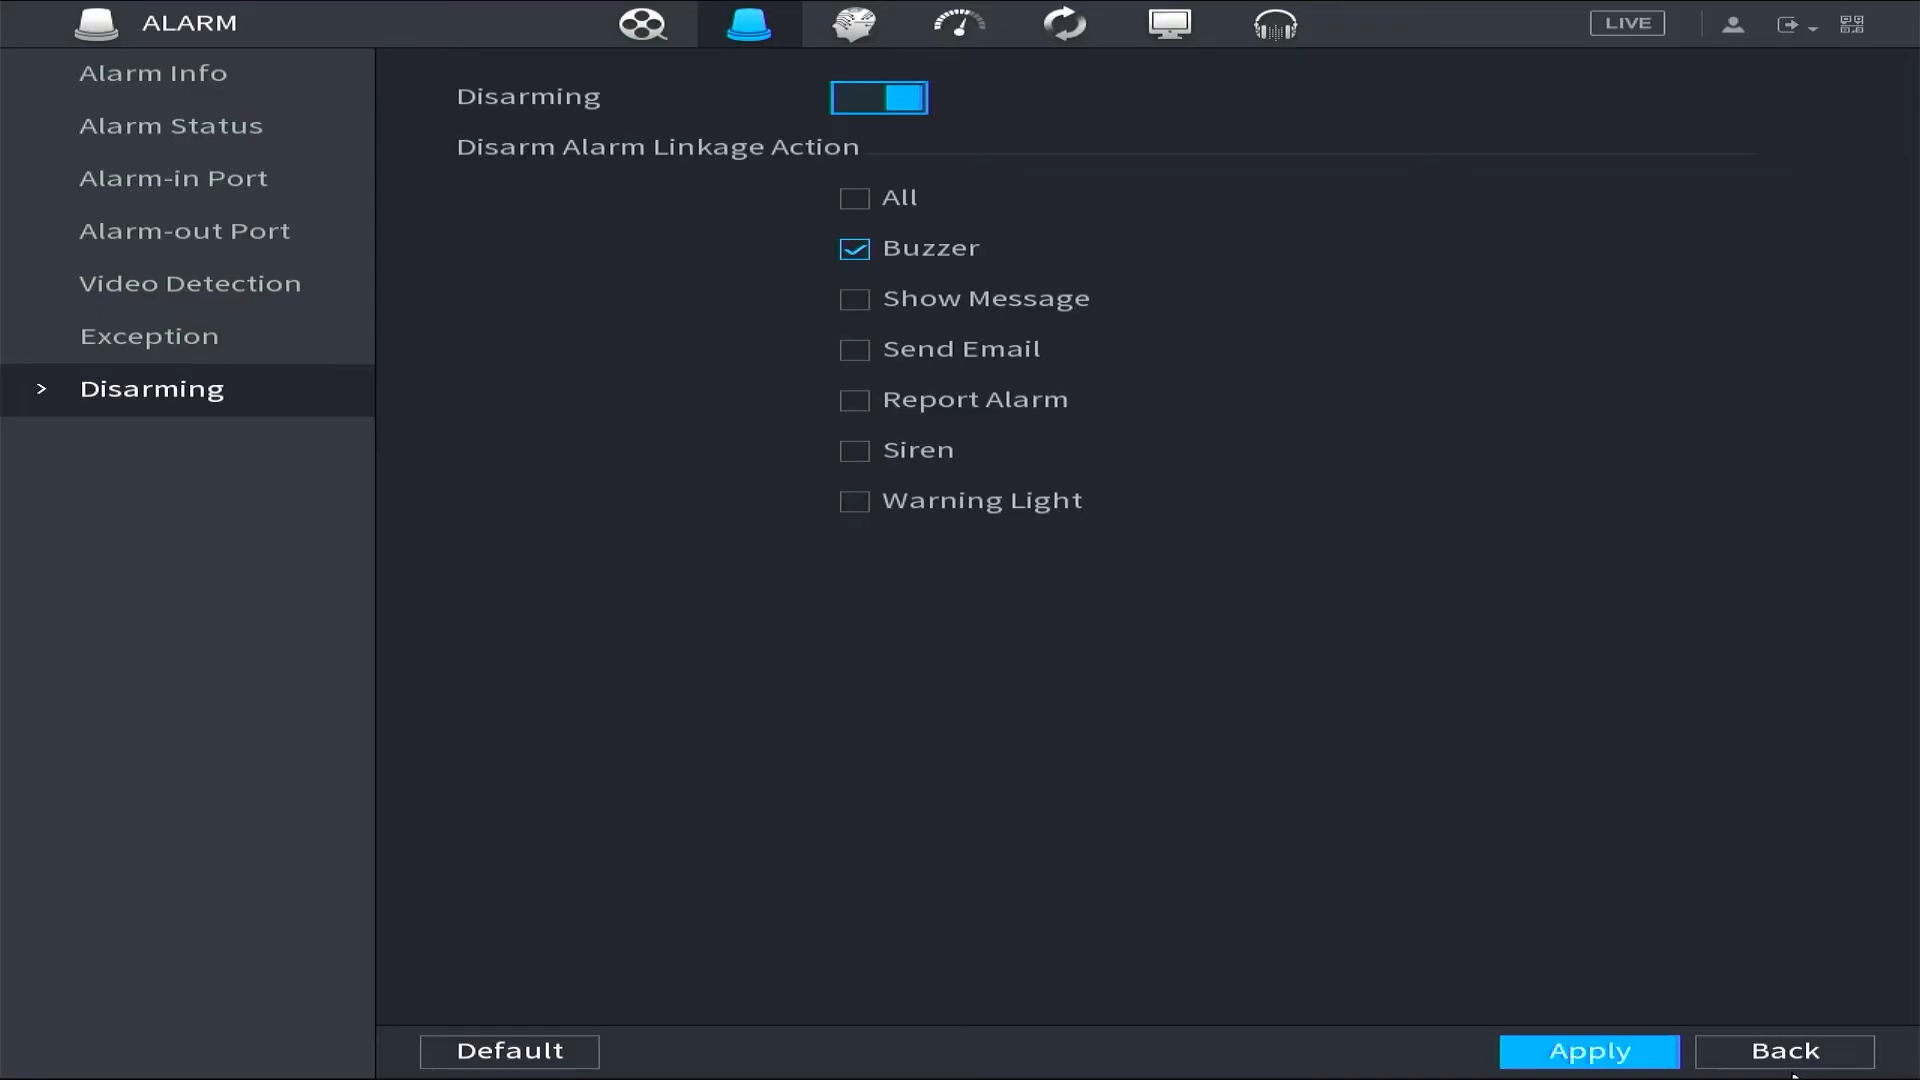 ALARM
LIVE
Alarm Info
Alarm Status
Alarm-in Port
Alarm-out Port
Video Detection
Exception
> Disarming
Disarming
Disarm Alarm Linkage Action
All
Buzzer
Show Message
Send Email
Report Alarm
Siren
Warning Light
Default
Apply
Back